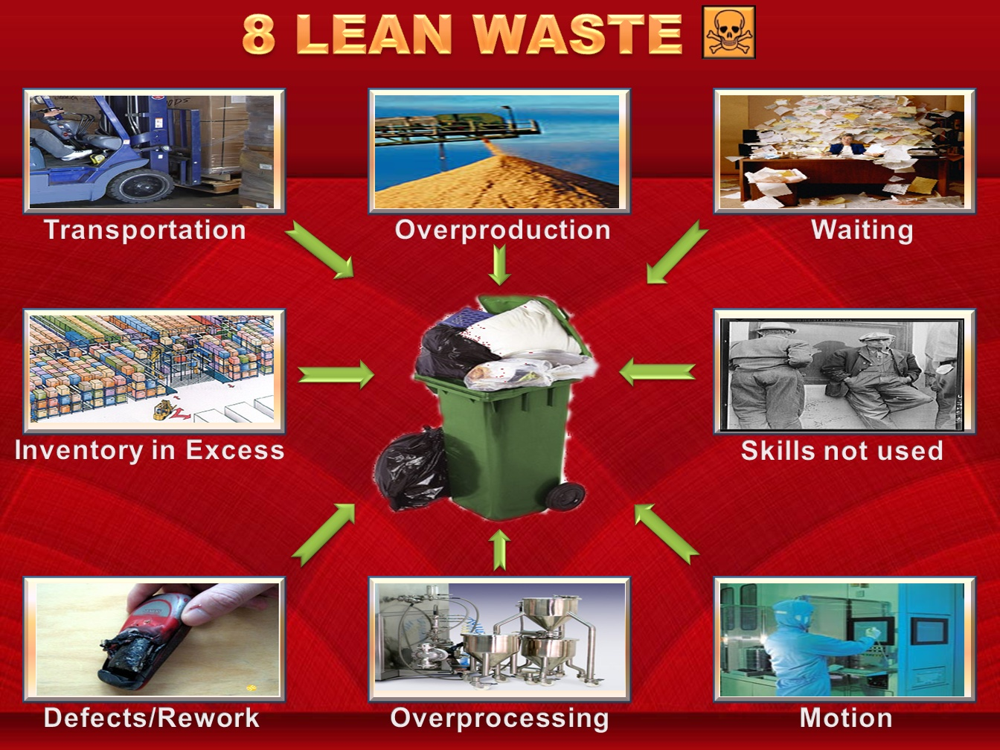 8 LEAN WASTE
Transportation
Overproduction
Waiting
Inventory in Excess
Skills not used
Defects/Rework
Overprocessing
Motion